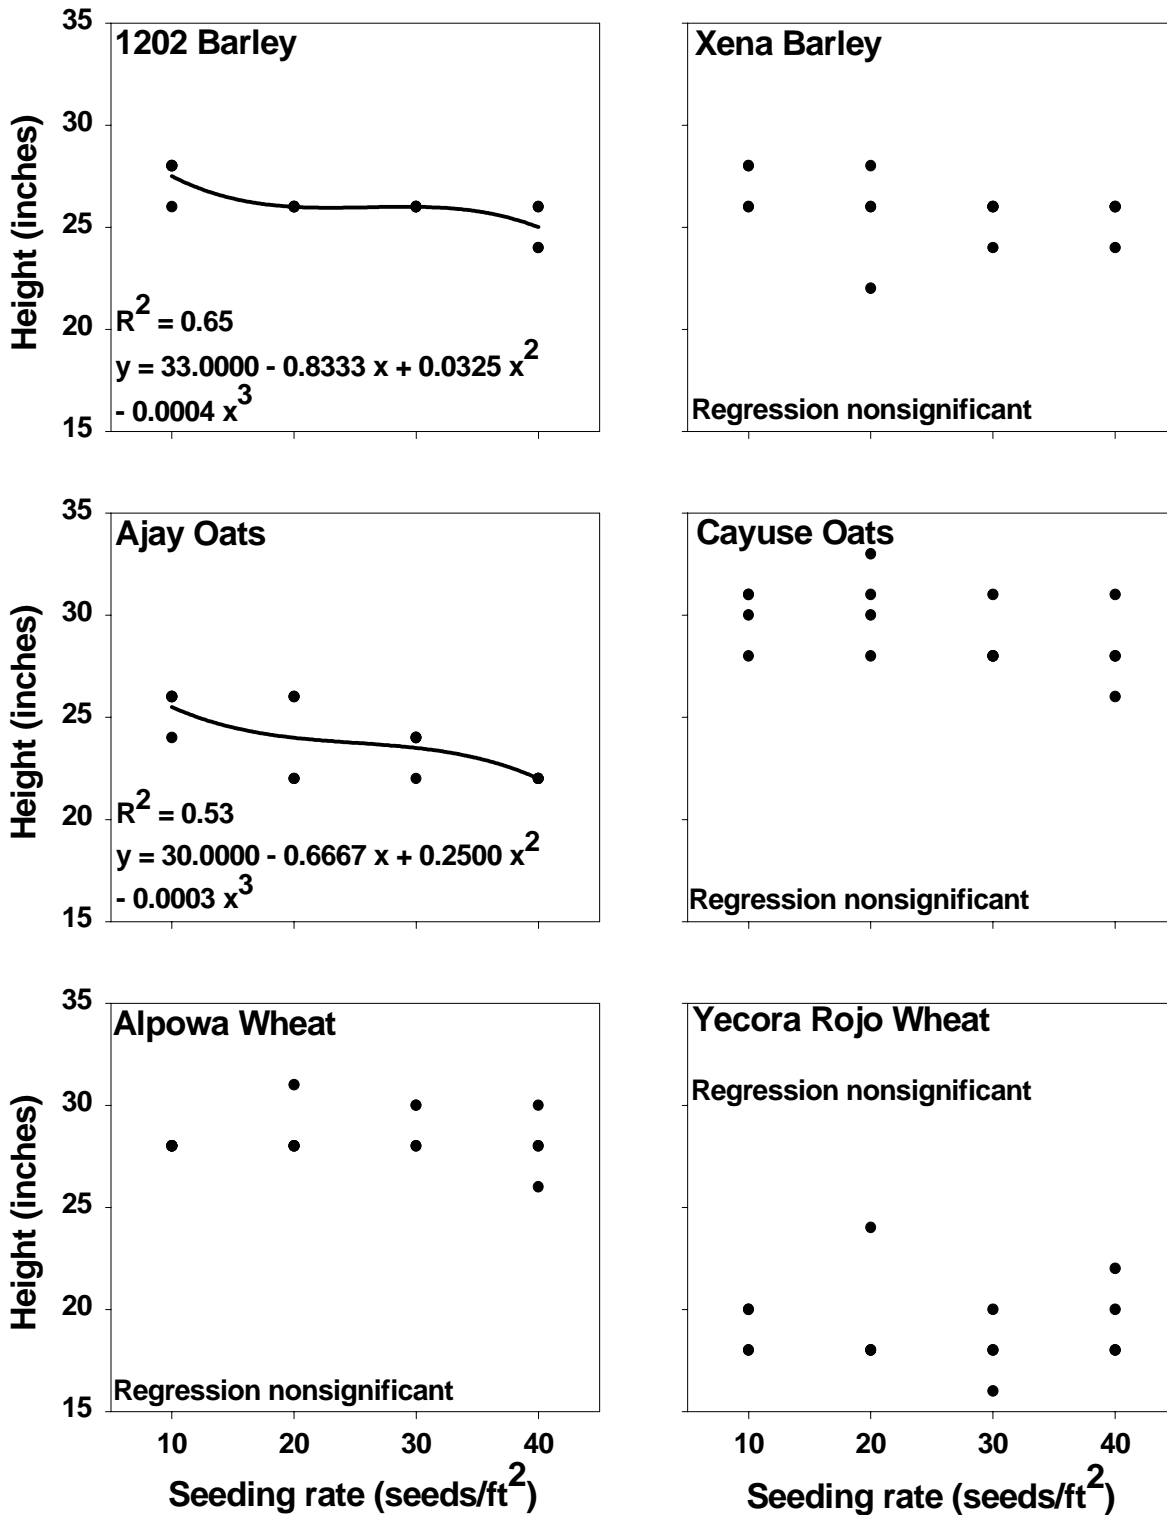 1202 Barley
35
30
25
20
15
Height (inches)
R² = 0.65
y = 33.0000 - 0.8333 x + 0.0325 x²
- 0.0004 x³
Xena Barley
Regression nonsignificant
Ajay Oats
35
30
25
20
15
Height (inches)
R² = 0.53
y = 30.0000 - 0.6667 x + 0.2500 x²
- 0.0003 x³
Cayuse Oats
Regression nonsignificant
Alpowa Wheat
35
30
25
20
15
Height (inches)
Regression nonsignificant
10 20 30 40
Seeding rate (seeds/ft²)
Yecora Rojo Wheat
Regression nonsignificant
10 20 30 40
Seeding rate (seeds/ft²)